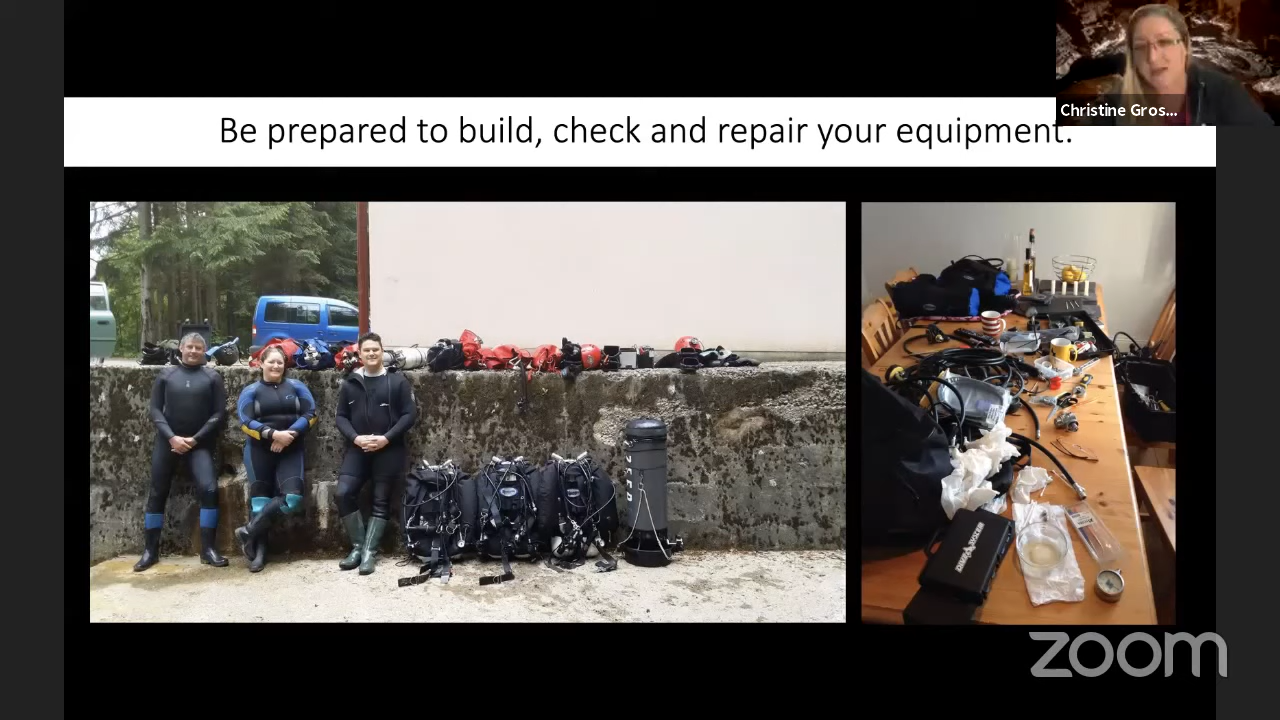 Be prepared to build, check and repair your equipment.
Christine Gros...
zoom